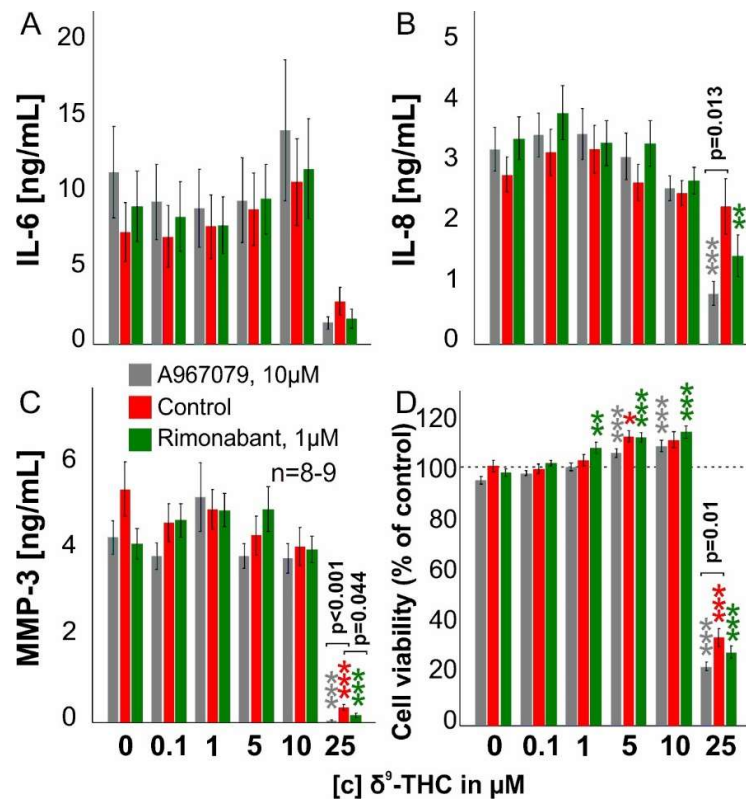 A
IL-6 [ng/mL]
20
15
10
5
0
B
IL-8 [ng/mL]
5
4
3
2
1
0
p=0.013
***
**
A967079, 10µM
Control
Rimonabant, 1µM
n=8-9
C
MMP-3 [ng/mL]
6
4
2
0
p<0.001
p=0.044
*** *** ***
0 0.1 1 5 10 25
D
Cell viability (% of control)
120
100
80
60
40
20
0
** *** * *** *** ***
p=0.01
*** *** ***
0 0.1 1 5 10 25
[c] δ⁹-THC in µM